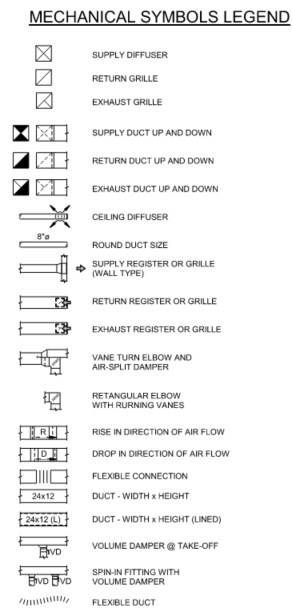 MECHANICAL SYMBOLS LEGEND
SUPPLY DIFFUSER
RETURN GRILLE
EXHAUST GRILLE
SUPPLY DUCT UP AND DOWN
RETURN DUCT UP AND DOWN
EXHAUST DUCT UP AND DOWN
CEILING DIFFUSER
8"ø
ROUND DUCT SIZE
SUPPLY REGISTER OR GRILLE
(WALL TYPE)
RETURN REGISTER OR GRILLE
EXHAUST REGISTER OR GRILLE
VANE TURN ELBOW AND
AIR-SPLIT DAMPER
RETANGULAR ELBOW
WITH RURNING VANES
R RISE IN DIRECTION OF AIR FLOW
D DROP IN DIRECTION OF AIR FLOW
FLEXIBLE CONNECTION
24x12 DUCT - WIDTH x HEIGHT
24x12 (L) DUCT - WIDTH x HEIGHT (LINED)
VOLUME DAMPER @ TAKE-OFF
VD
SPIN-IN FITTING WITH
VD VD VOLUME DAMPER
FLEXIBLE DUCT